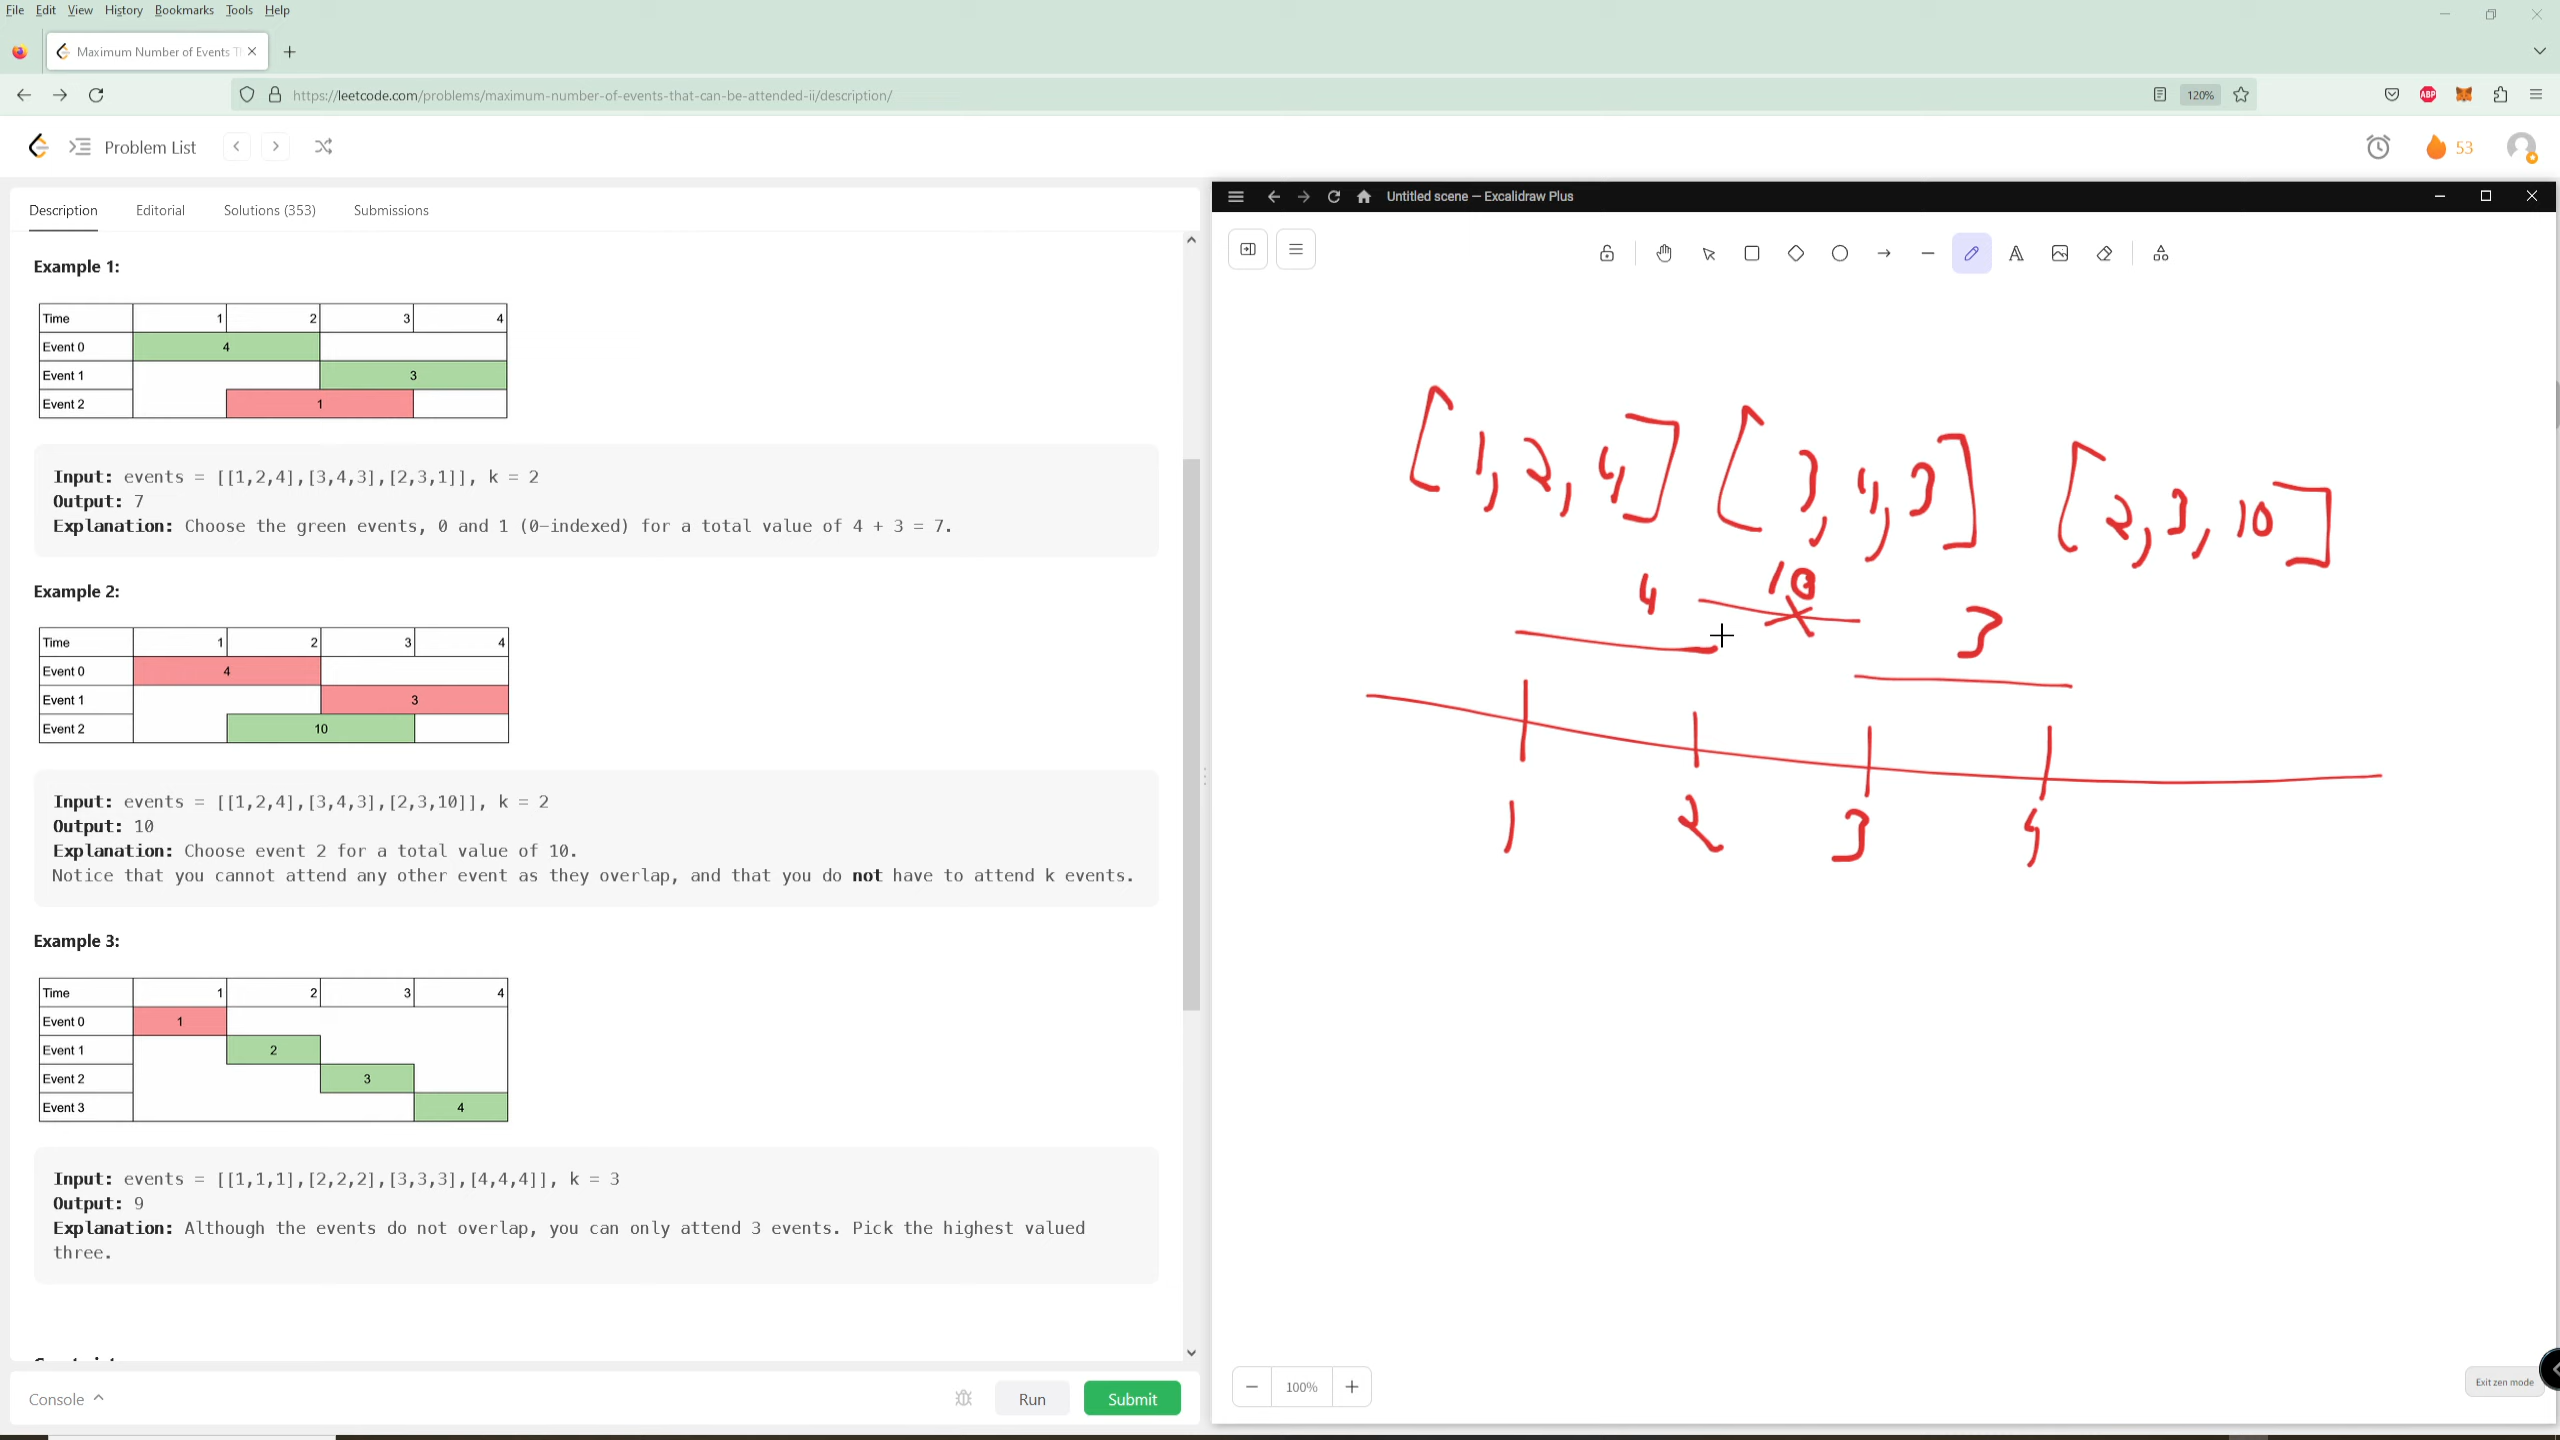 File Edit View History Bookmarks Tools Help
Maximum Number of Events T
https://leetcode.com/problems/maximum-number-of-events-that-can-be-attended-ii/description/
120%
ABP
Problem List
53
Description Editorial Solutions (353) Submissions
Example 1:
Time 1 2 3 4
Event 0 4
Event 1 3
Event 2 1
Input: events = [[1,2,4],[3,4,3],[2,3,1]], k = 2
Output: 7
Explanation: Choose the green events, 0 and 1 (0-indexed) for a total value of 4 + 3 = 7.
Example 2:
Time 1 2 3 4
Event 0 4
Event 1 3
Event 2 10
Input: events = [[1,2,4],[3,4,3],[2,3,10]], k = 2
Output: 10
Explanation: Choose event 2 for a total value of 10.
Notice that you cannot attend any other event as they overlap, and that you do not have to attend k events.
Example 3:
Time 1 2 3 4
Event 0 1
Event 1 2
Event 2 3
Event 3 4
Input: events = [[1,1,1],[2,2,2],[3,3,3],[4,4,4]], k = 3
Output: 9
Explanation: Although the events do not overlap, you can only attend 3 events. Pick the highest valued
three.
Console
Run
Submit
Untitled scene — Excalidraw Plus
[1, 2, 4] [3, 4, 3] [2, 3, 10]
4 10 3
1 2 3 4
100%
Exit zen mode